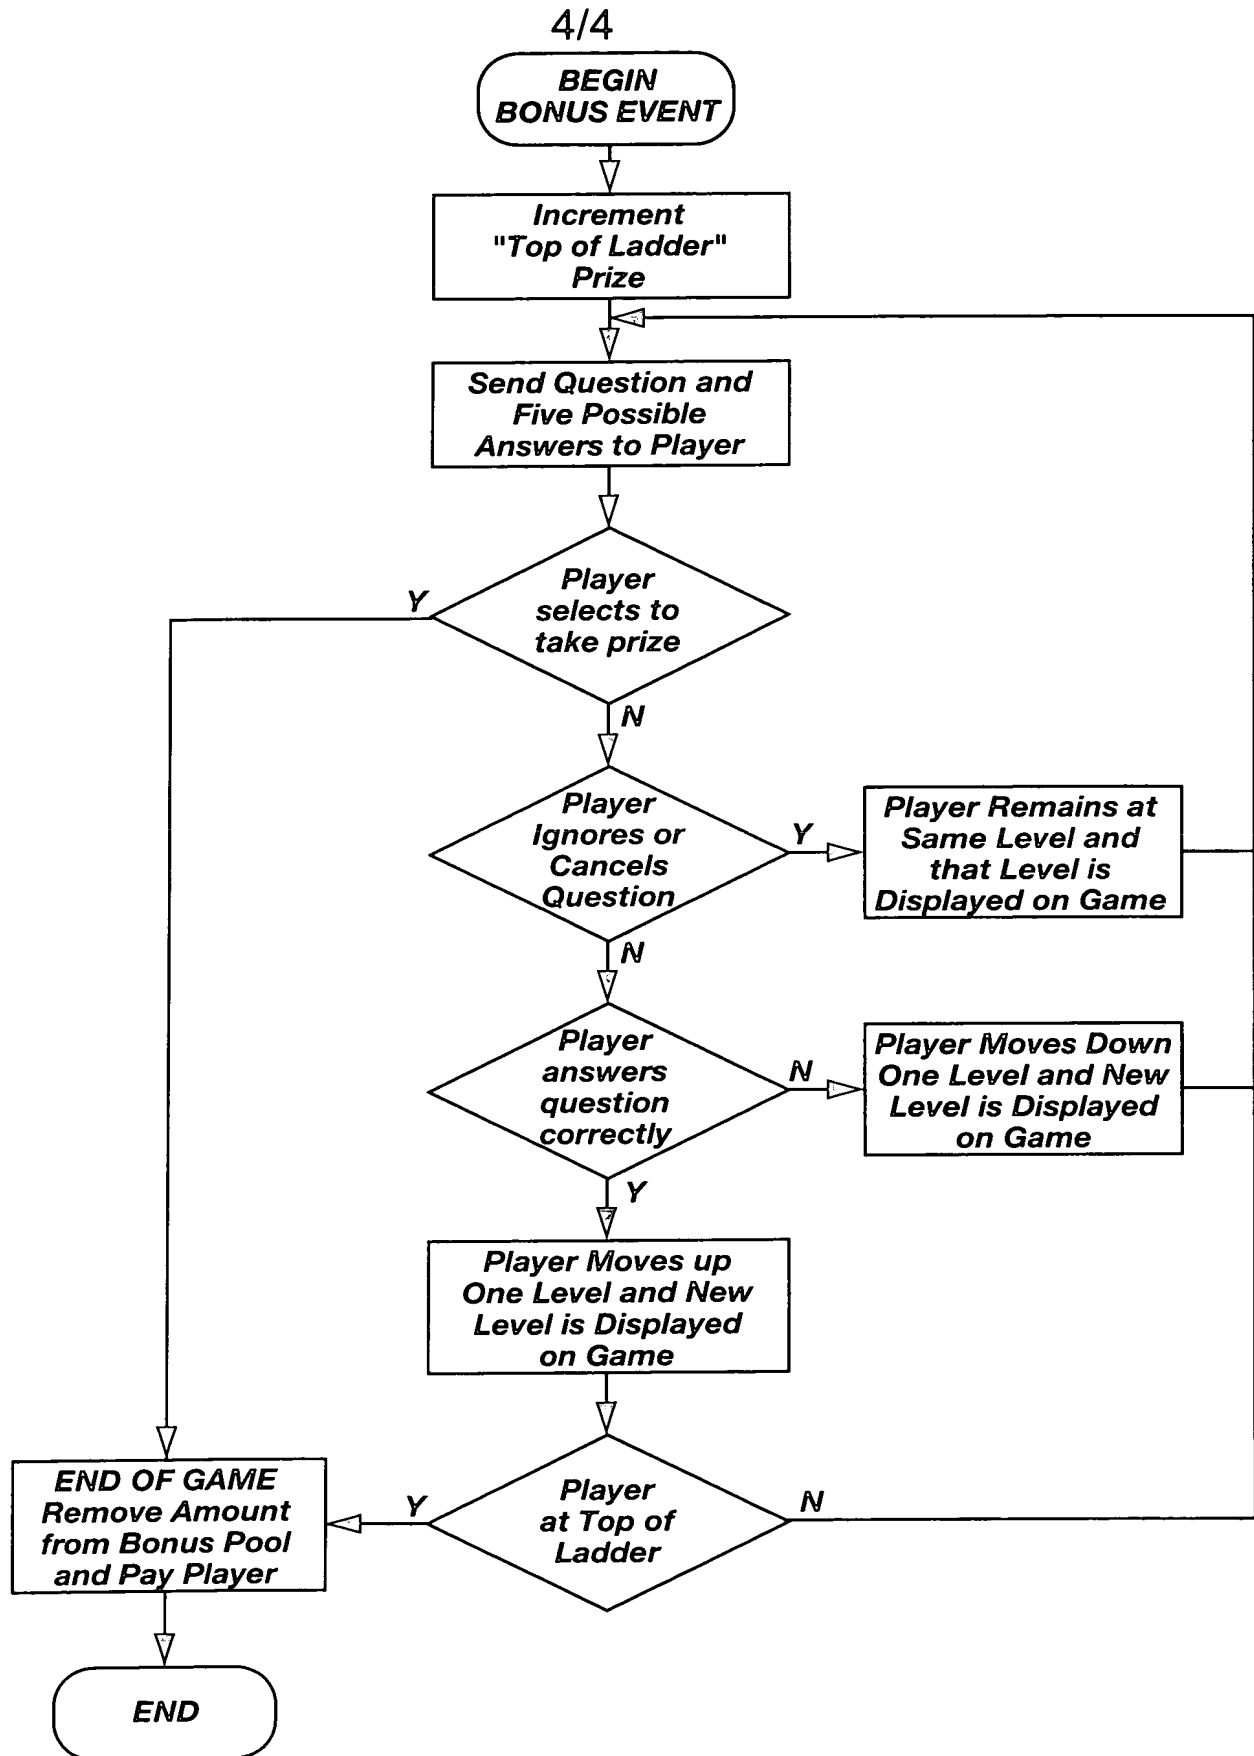 4/4
BEGIN
BONUS EVENT
Increment
"Top of Ladder"
Prize
Send Question and
Five Possible
Answers to Player
Player
selects to
take prize
Y
N
Player
Ignores or
Cancels
Question
Y
Player Remains at
Same Level and
that Level is
Displayed on Game
N
Player
answers
question
correctly
N
Player Moves Down
One Level and New
Level is Displayed
on Game
Y
Player Moves up
One Level and New
Level is Displayed
on Game
Player
at Top of
Ladder
Y
N
END OF GAME
Remove Amount
from Bonus Pool
and Pay Player
END